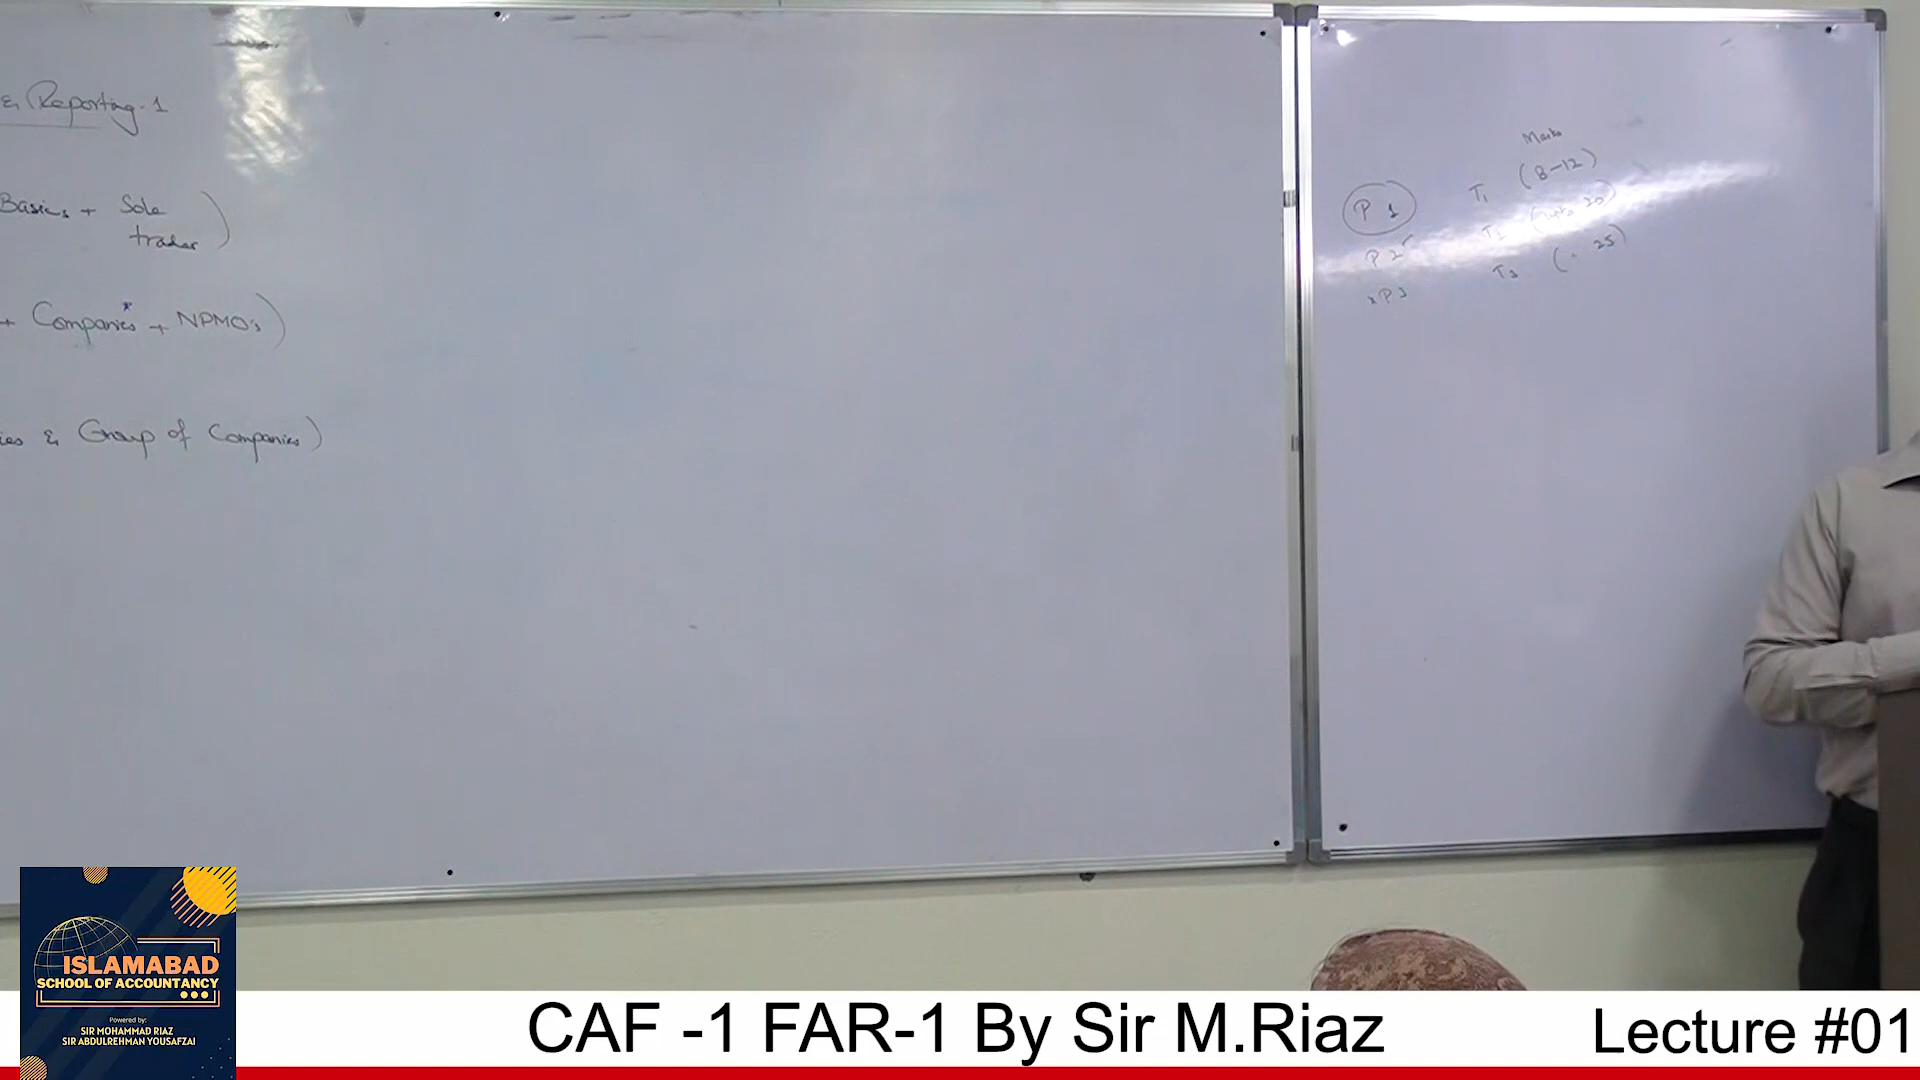 & Reporting-1
Basics + Sole
trader)
+ Companies* + NPMO's)
& Group of Companies)
Marks
P 1 T1 (8-12)
P 2 T2
P 3 T3 ( 25)
ISLAMABAD
SCHOOL OF ACCOUNTANCY
Powered by:
SIR MOHAMMAD RIAZ
SIR ABDULREHMAN YOUSAFZAI
CAF -1 FAR-1 By Sir M.Riaz
Lecture #01